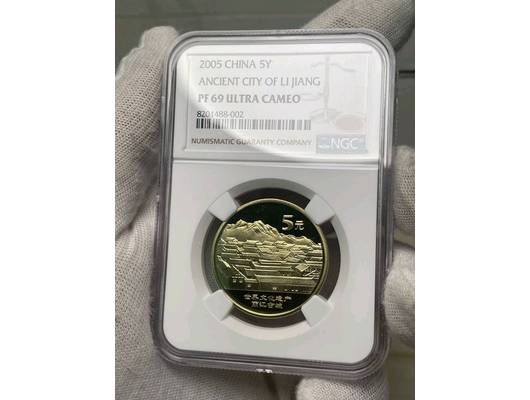 2005 CHINA 5Y
ANCIENT CITY OF LI JIANG
PF 69 ULTRA CAMEO
8201488-002
NUMISMATIC GUARANTY COMPANY
NGC
5元
世界文化遗产
丽江古城